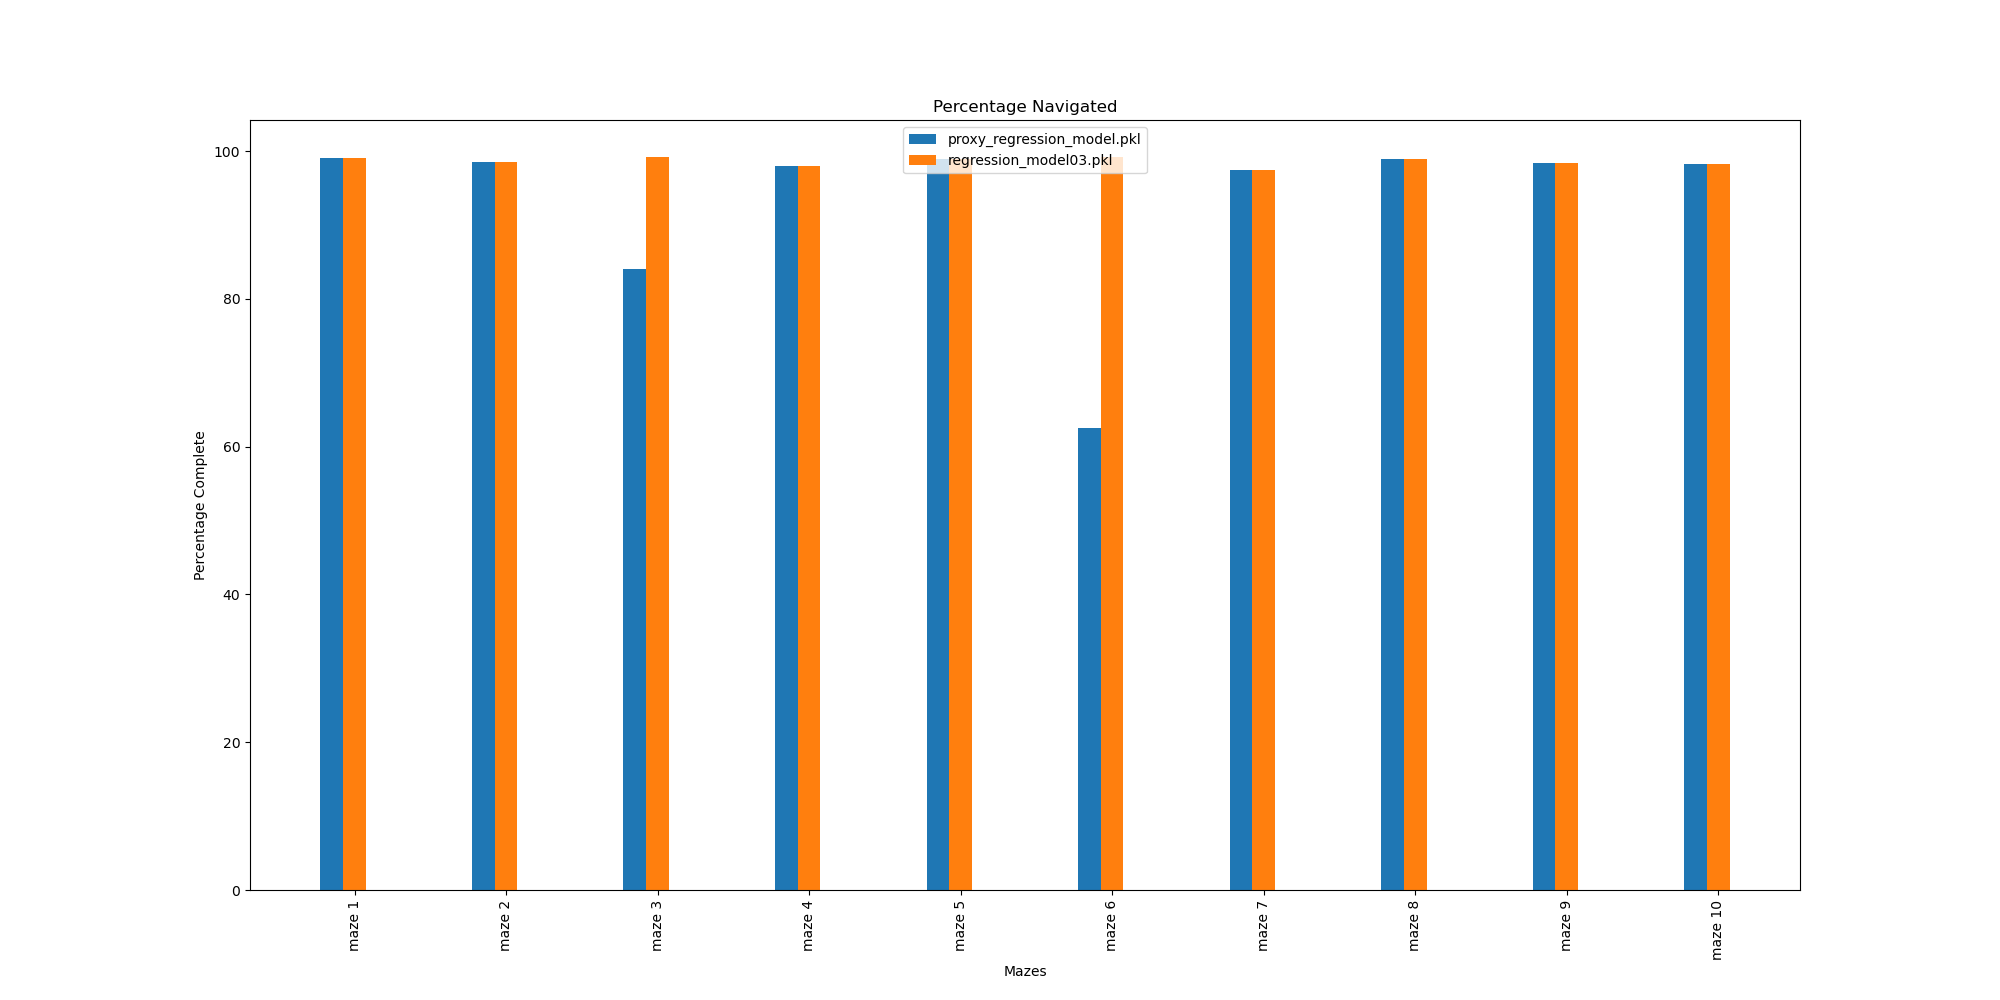 Percentage Navigated
proxy_regression_model.pkl
regression_model03.pkl
100
80
60
40
20
0
Percentage Complete
maze 1
maze 2
maze 3
maze 4
maze 5
maze 6
maze 7
maze 8
maze 9
maze 10
Mazes